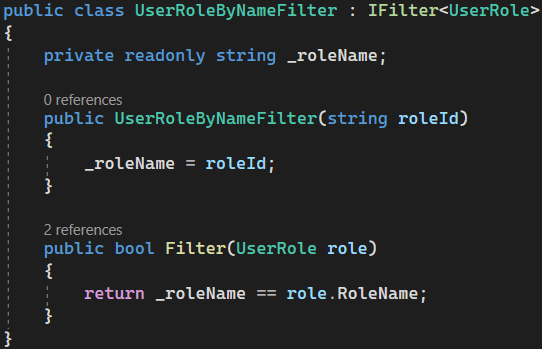 public class UserRoleByNameFilter : IFilter<UserRole>
{
    private readonly string _roleName;
    0 references
    public UserRoleByNameFilter(string roleId)
    {
        _roleName = roleId;
    }
    2 references
    public bool Filter(UserRole role)
    {
        return _roleName == role.RoleName;
    }
}